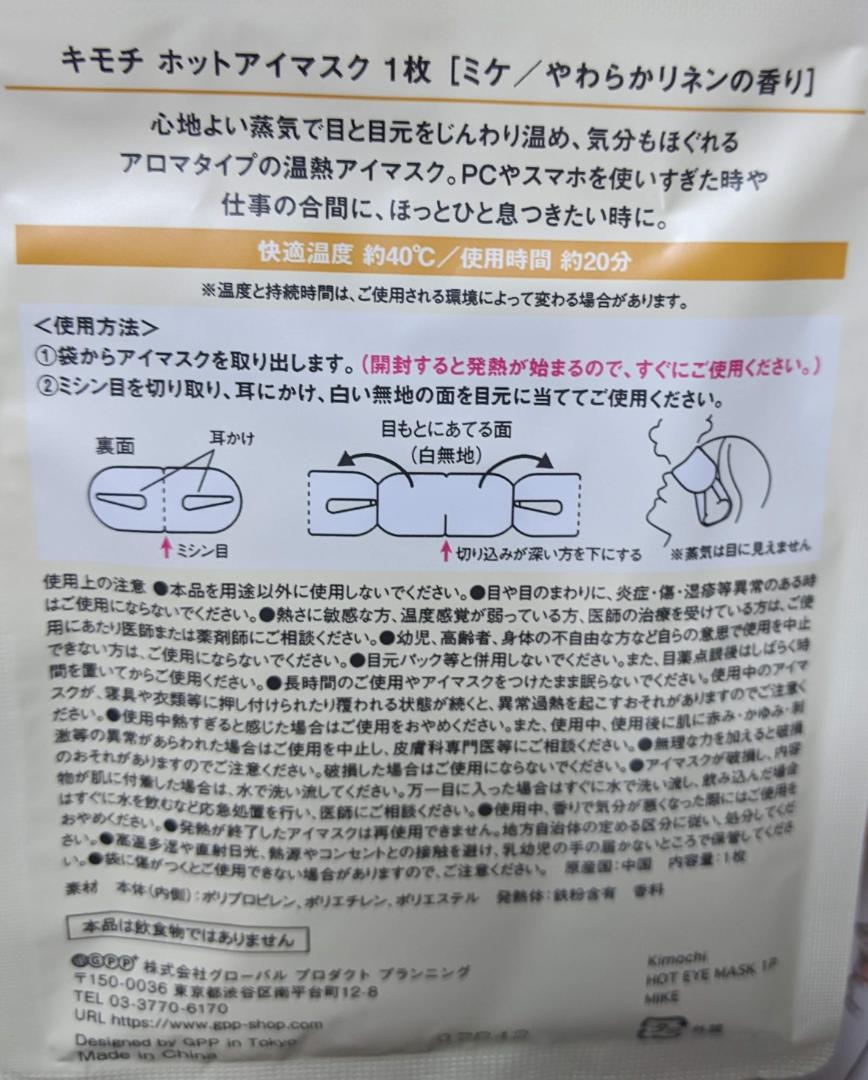 キモチ ホットアイマスク 1枚［ミケ／やわらかリネンの香り］
心地よい蒸気で目と目元をじんわり温め、気分もほぐれる
アロマタイプの温熱アイマスク。PCやスマホを使いすぎた時や
仕事の合間に、ほっとひと息つきたい時に。
快適温度 約40℃／使用時間 約20分
※温度と持続時間は、ご使用される環境によって変わる場合があります。
＜使用方法＞
①袋からアイマスクを取り出します。（開封すると発熱が始まるので、すぐにご使用ください。）
②ミシン目を切り取り、耳にかけ、白い無地の面を目元に当ててご使用ください。
裏面
耳かけ
ミシン目
目もとにあてる面
（白無地）
切り込みが深い方を下にする
※蒸気は目に見えません
使用上の注意 ●本品を用途以外に使用しないでください。●目や目のまわりに、炎症・傷・湿疹等異常のある時
はご使用にならないでください。●熱さに敏感な方、温度感覚が弱っている方、医師の治療を受けている方は、ご使
用にあたり医師または薬剤師にご相談ください。●幼児、高齢者、身体の不自由な方など自らの意思で使用を中止
できない方は、ご使用にならないでください。●目元パック等と併用しないでください。また、目薬点眼後はしばらく時
間を置いてからご使用ください。●長時間のご使用やアイマスクをつけたまま眠らないでください。使用中のアイマ
スクが、寝具や衣類等に押し付けられたり覆われる状態が続くと、異常過熱を起こすおそれがありますのでご注意く
ださい。●使用中熱すぎると感じた場合はご使用をおやめください。また、使用中、使用後に肌に赤み・かゆみ・刺
激等の異常があらわれた場合はご使用を中止し、皮膚科専門医等にご相談ください。●無理な力を加えると破損
のおそれがありますのでご注意ください。破損した場合はご使用にならないでください。●アイマスクが破損し、内容
物が肌に付着した場合は、水で洗い流してください。万一目に入った場合はすぐに水で洗い流し、飲み込んだ場合
はすぐに水を飲むなど応急処置を行い、医師にご相談ください。●使用中、香りで気分が悪くなった際にはご使用を
おやめください。●発熱が終了したアイマスクは再使用できません。地方自治体の定める区分に従い、処分してくだ
さい。●高温多湿や直射日光、熱源やコンセントとの接触を避け、乳幼児の手の届かないところで保管してくださ
い。●袋に傷がつくとご使用できない場合がありますので、ご注意ください。 原産国：中国 内容量：1枚
素材 本体（内側）：ポリプロピレン、ポリエチレン、ポリエステル 発熱体：鉄粉含有 香料
本品は飲食物ではありません
GPP 株式会社グローバル プロダクト プランニング
〒150-0036 東京都渋谷区南平台町12-8
TEL 03-3770-6170
URL https://www.gpp-shop.com
Designed by GPP in Tokyo
Made in China
Kimochi
HOT EYE MASK 1P
MIKE
プラ 外装